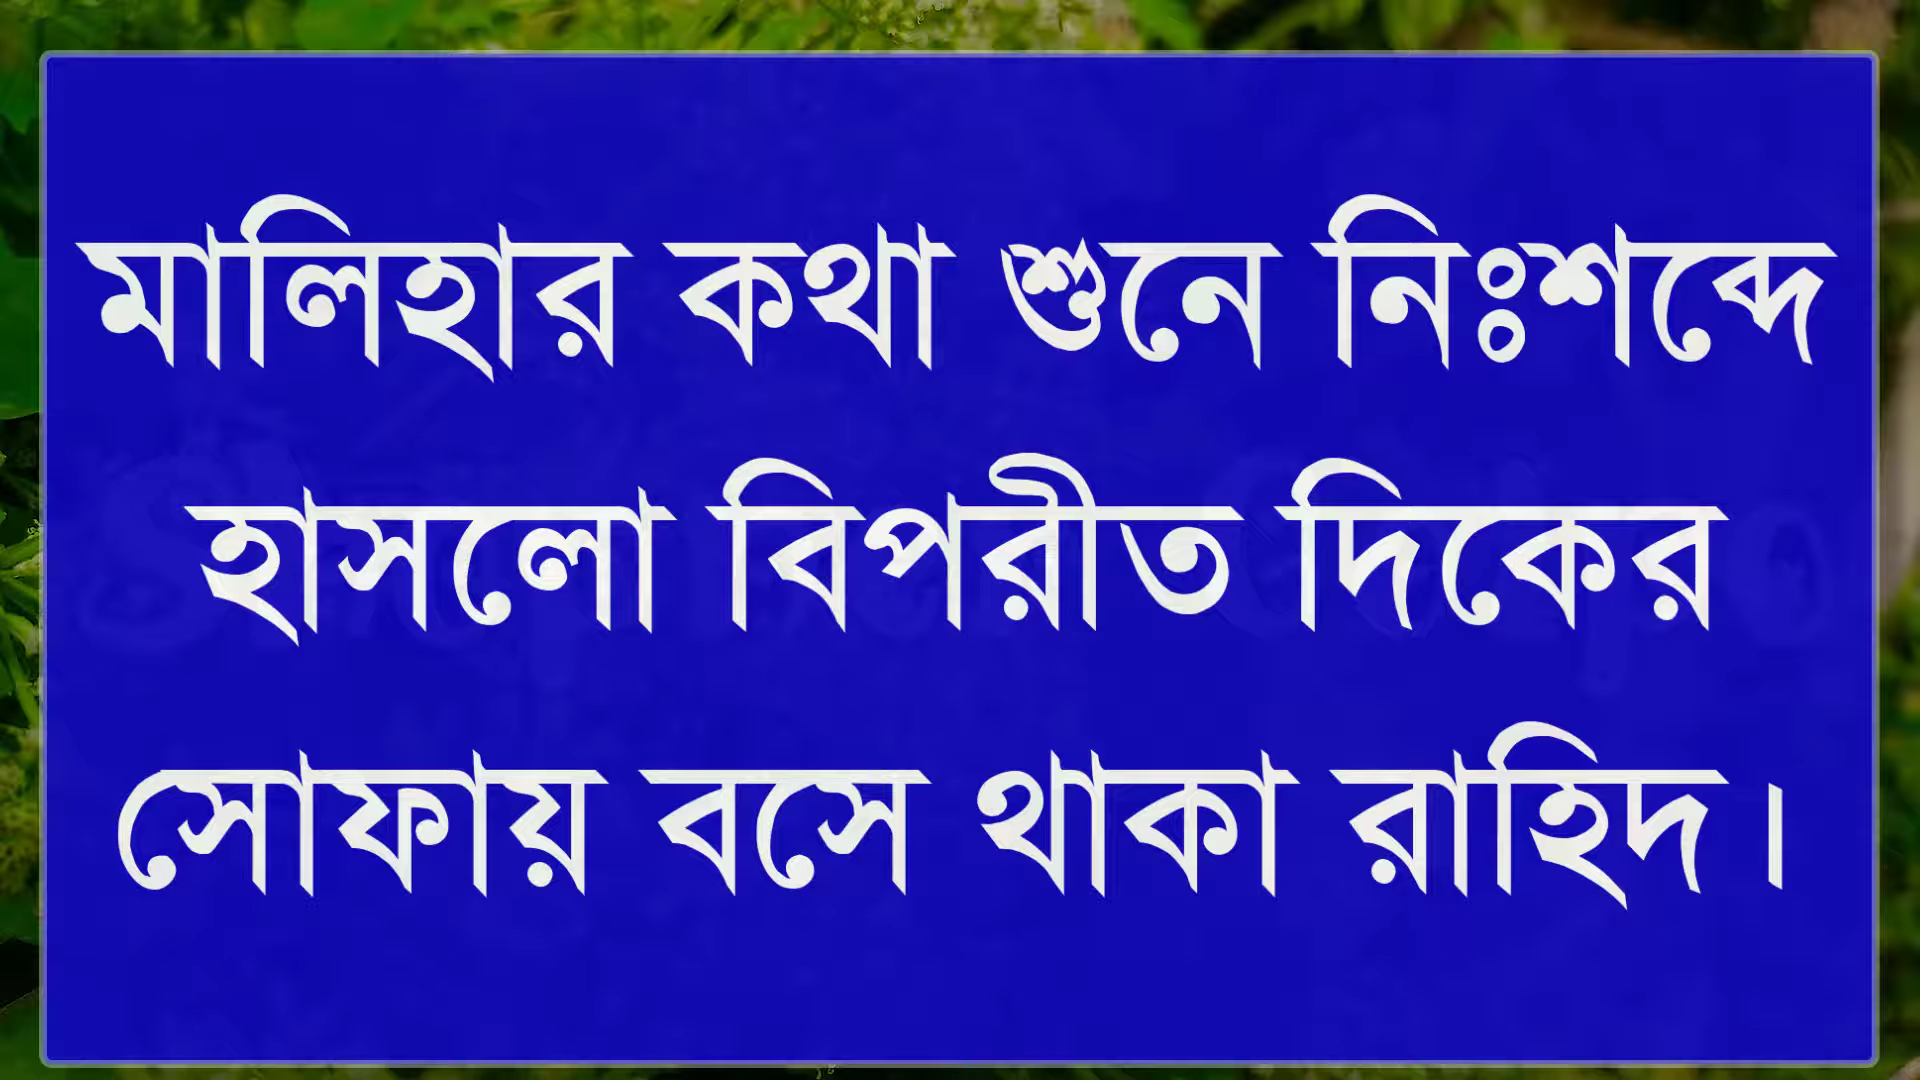 মালিহার কথা শুনে নিঃশব্দে
হাসলো বিপরীত দিকের
সোফায় বসে থাকা রাহিদ।